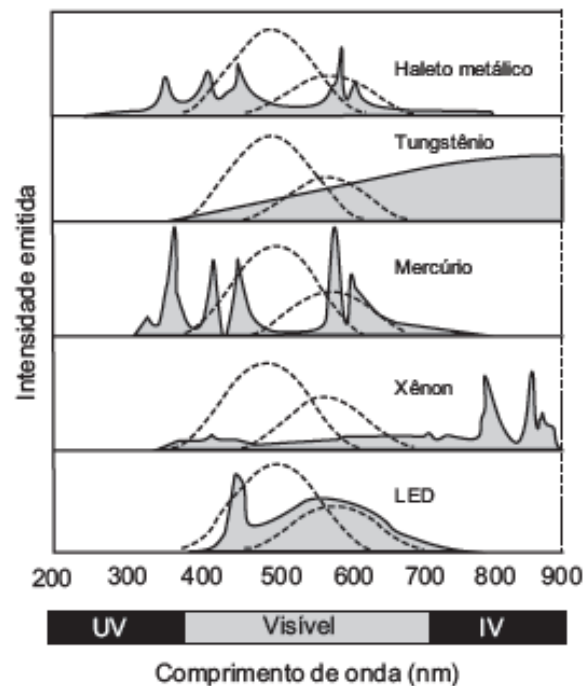 Haleto metálico
Tungstênio
Mercúrio
Xênon
LED
Intensidade emitida
200 300 400 500 600 700 800 900
UV Visível IV
Comprimento de onda (nm)